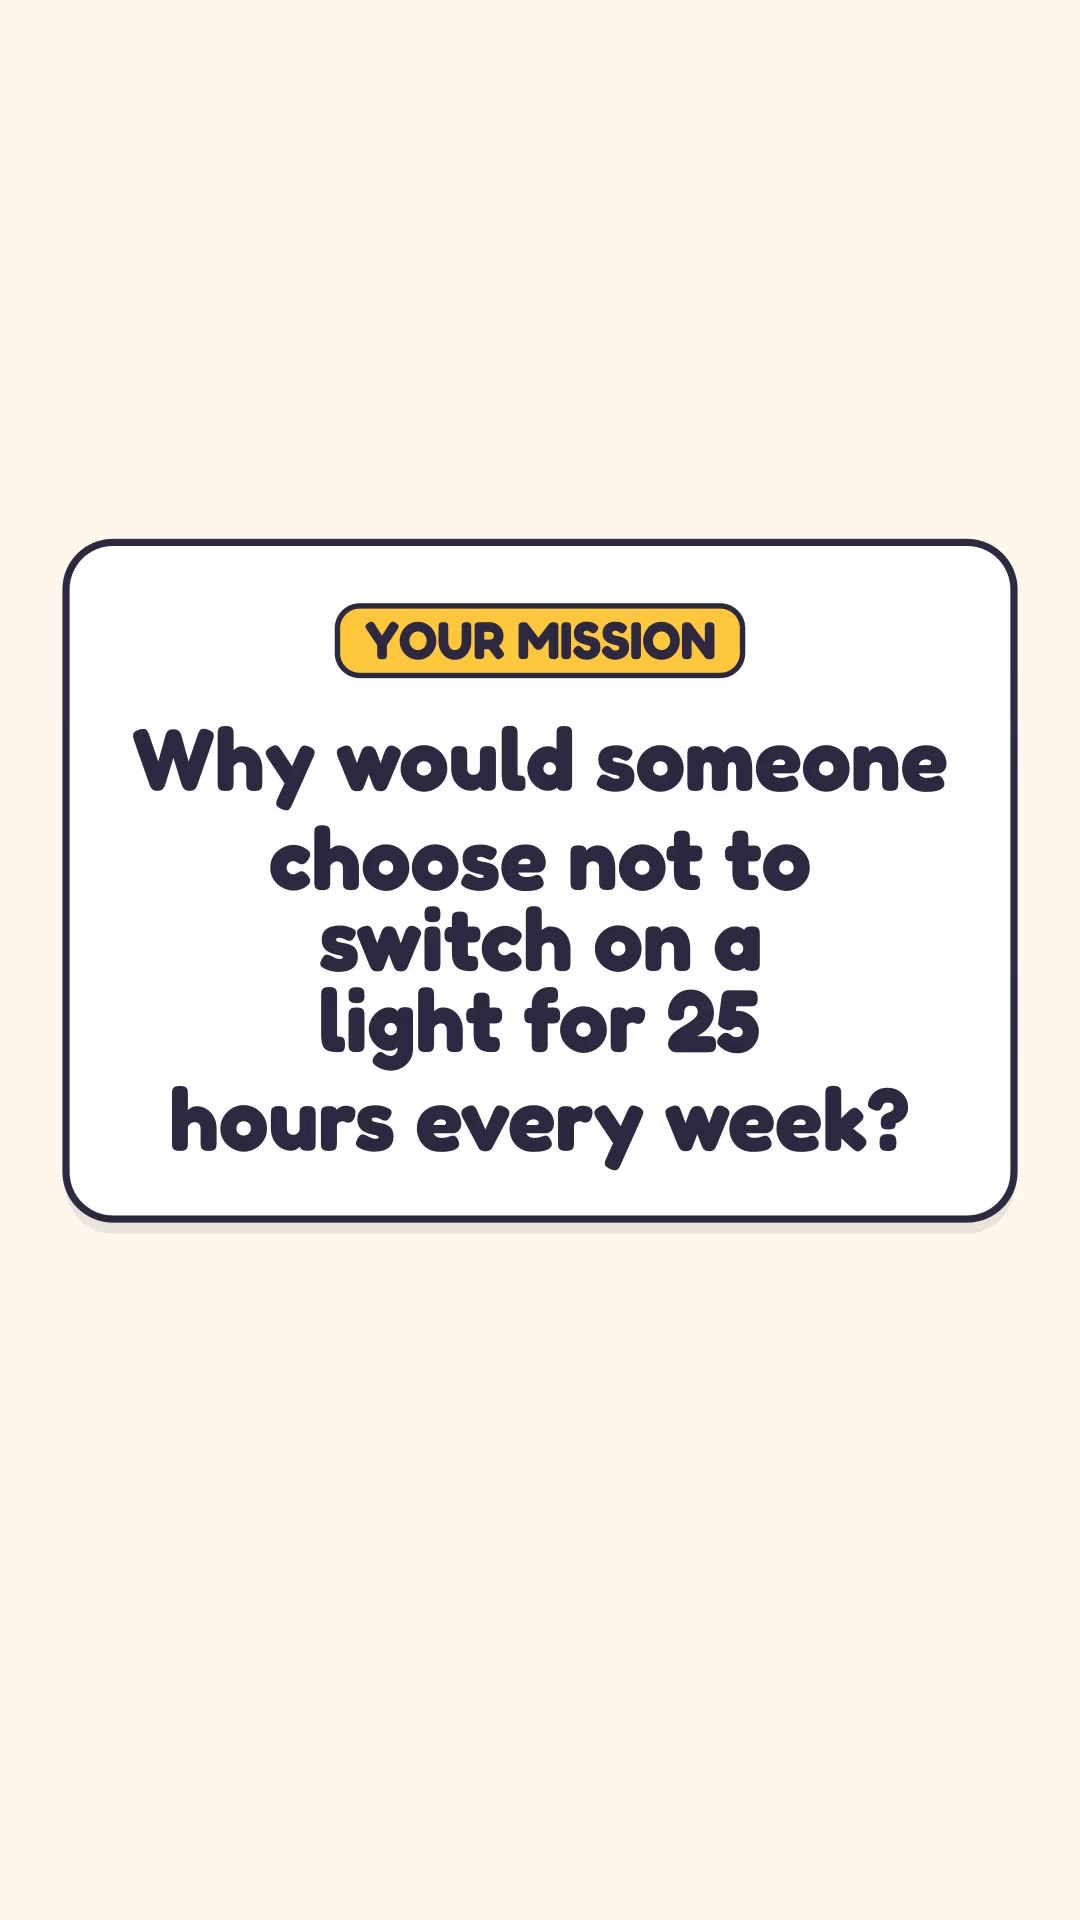 YOUR MISSION
Why would someone
choose not to
switch on a
light for 25
hours every week?